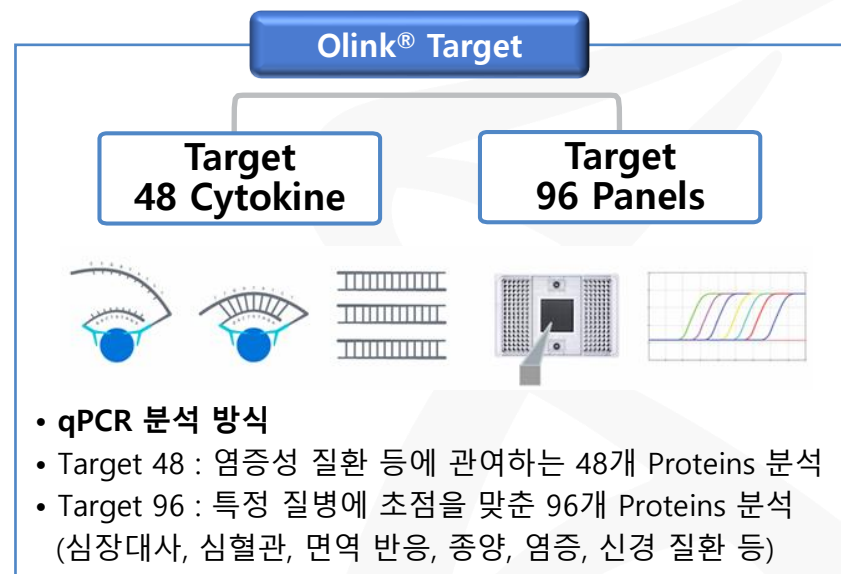 Olink® Target
Target
48 Cytokine
Target
96 Panels
• qPCR 분석 방식
• Target 48 : 염증성 질환 등에 관여하는 48개 Proteins 분석
• Target 96 : 특정 질병에 초점을 맞춘 96개 Proteins 분석
(심장대사, 심혈관, 면역 반응, 종양, 염증, 신경 질환 등)